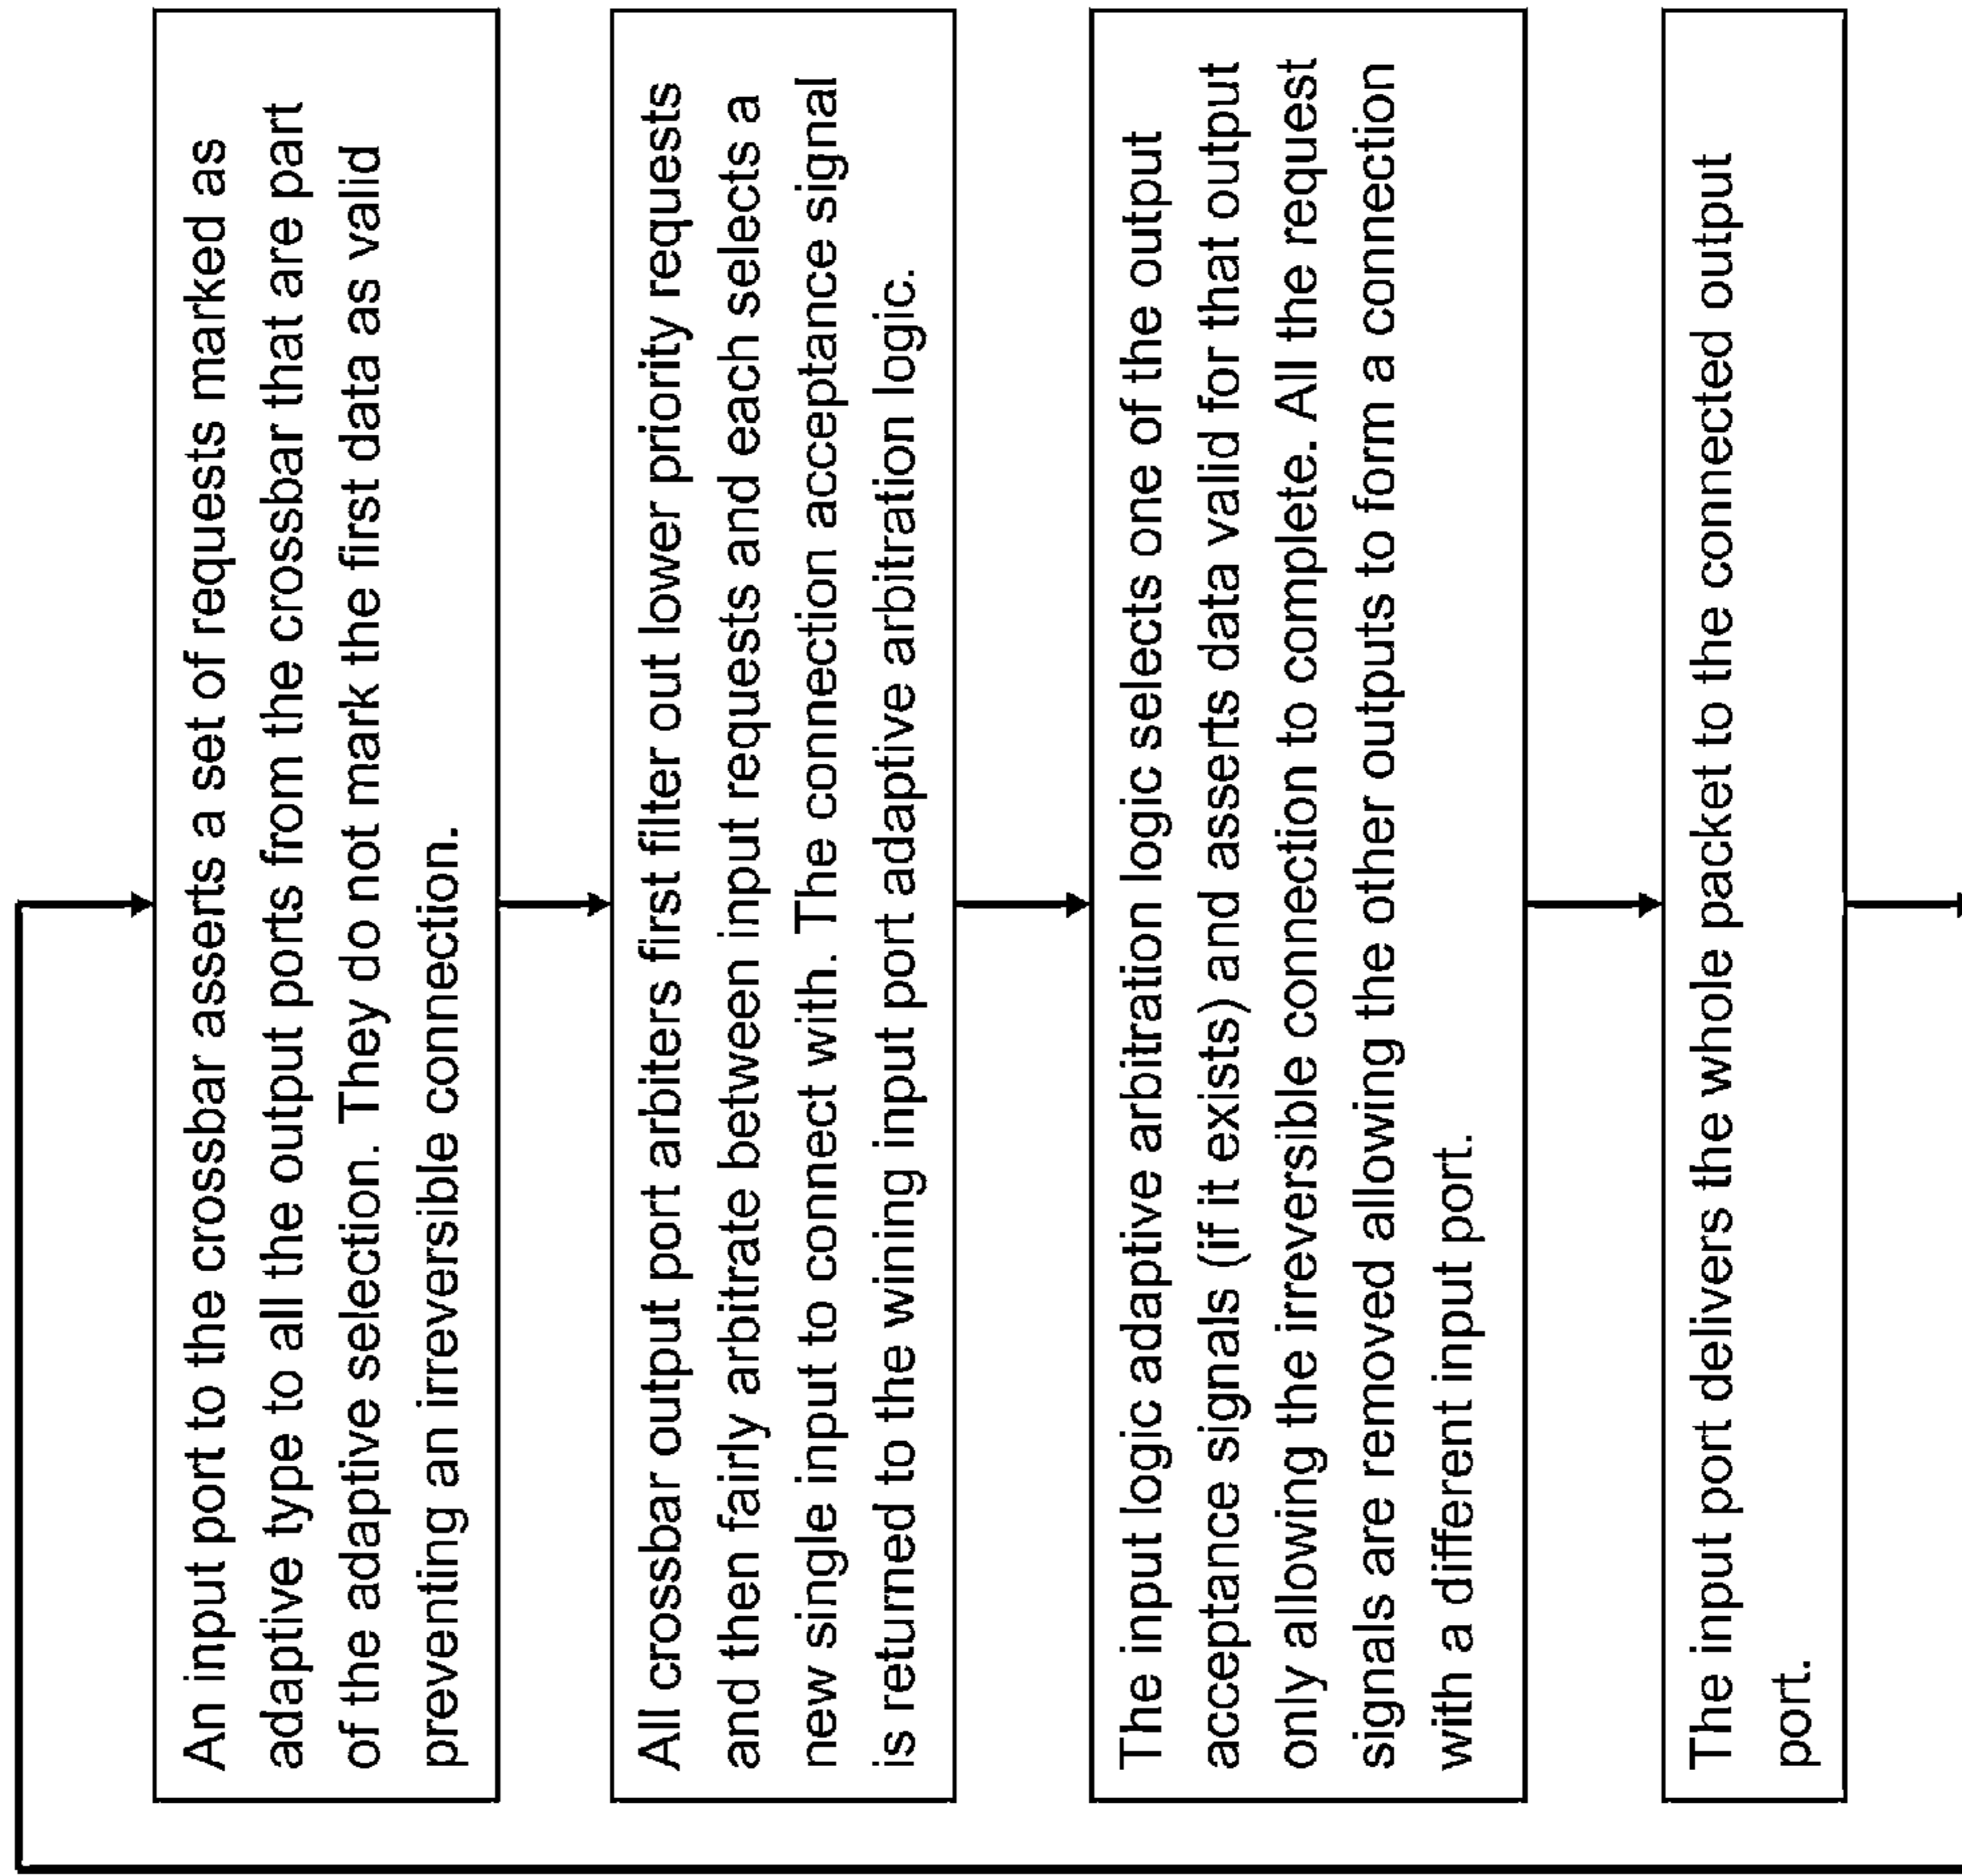 An input port to the crossbar asserts a set of requests marked as
adaptive type to all the output ports from the crossbar that are part
of the adaptive selection. They do not mark the first data as valid
preventing an irreversible connection.
All crossbar output port arbiters first filter out lower priority requests
and then fairly arbitrate between input requests and each selects a
new single input to connect with. The connection acceptance signal
is returned to the wining input port adaptive arbitration logic.
The input logic adaptive arbitration logic selects one of the output
acceptance signals (if it exists) and asserts data valid for that output
only allowing the irreversible connection to complete. All the request
signals are removed allowing the other outputs to form a connection
with a different input port.
The input port delivers the whole packet to the connected output
port.